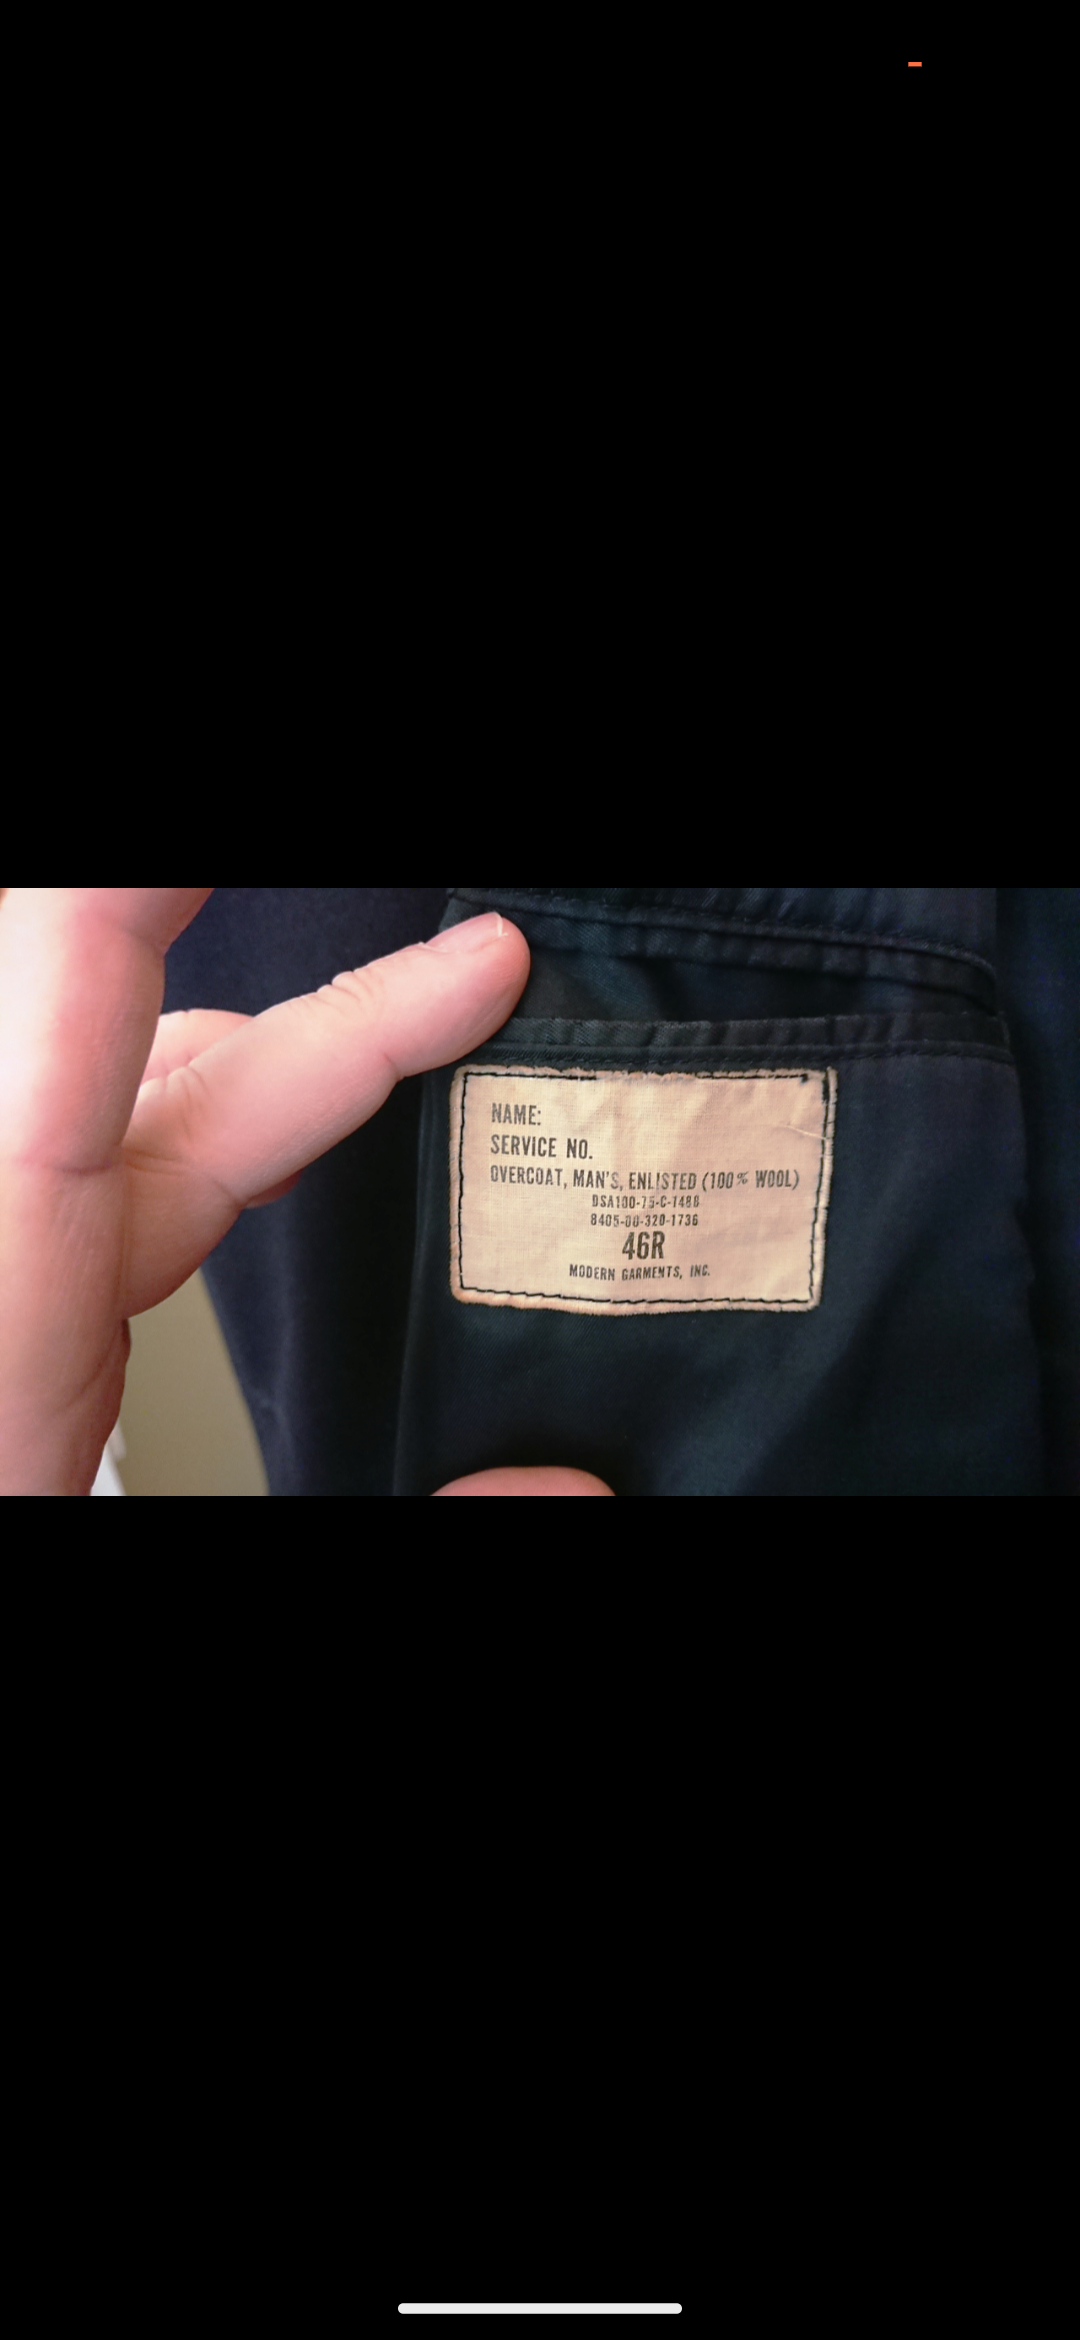 NAME:
SERVICE NO.
OVERCOAT, MAN'S, ENLISTED (100% WOOL)
DSA100-75-C-1488
8405-00-320-1736
46R
MODERN GARMENTS, INC.